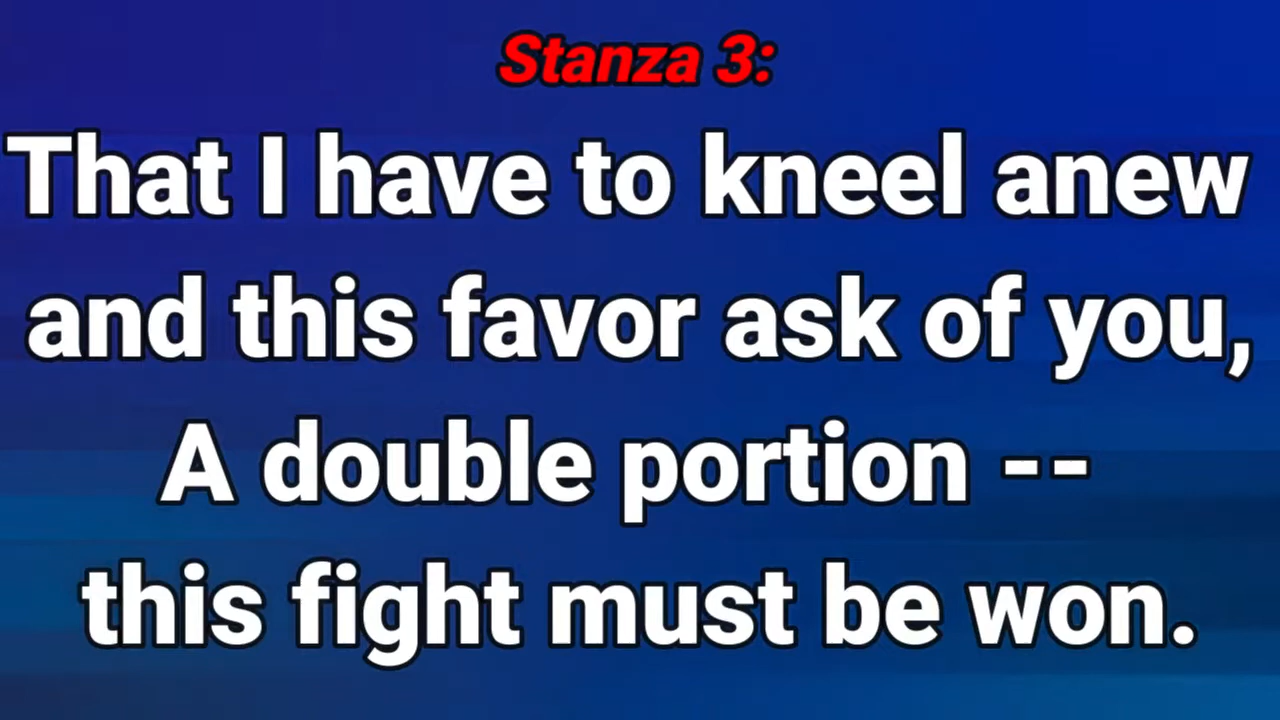 Stanza 3:
That I have to kneel anew
and this favor ask of you,
A double portion --
this fight must be won.